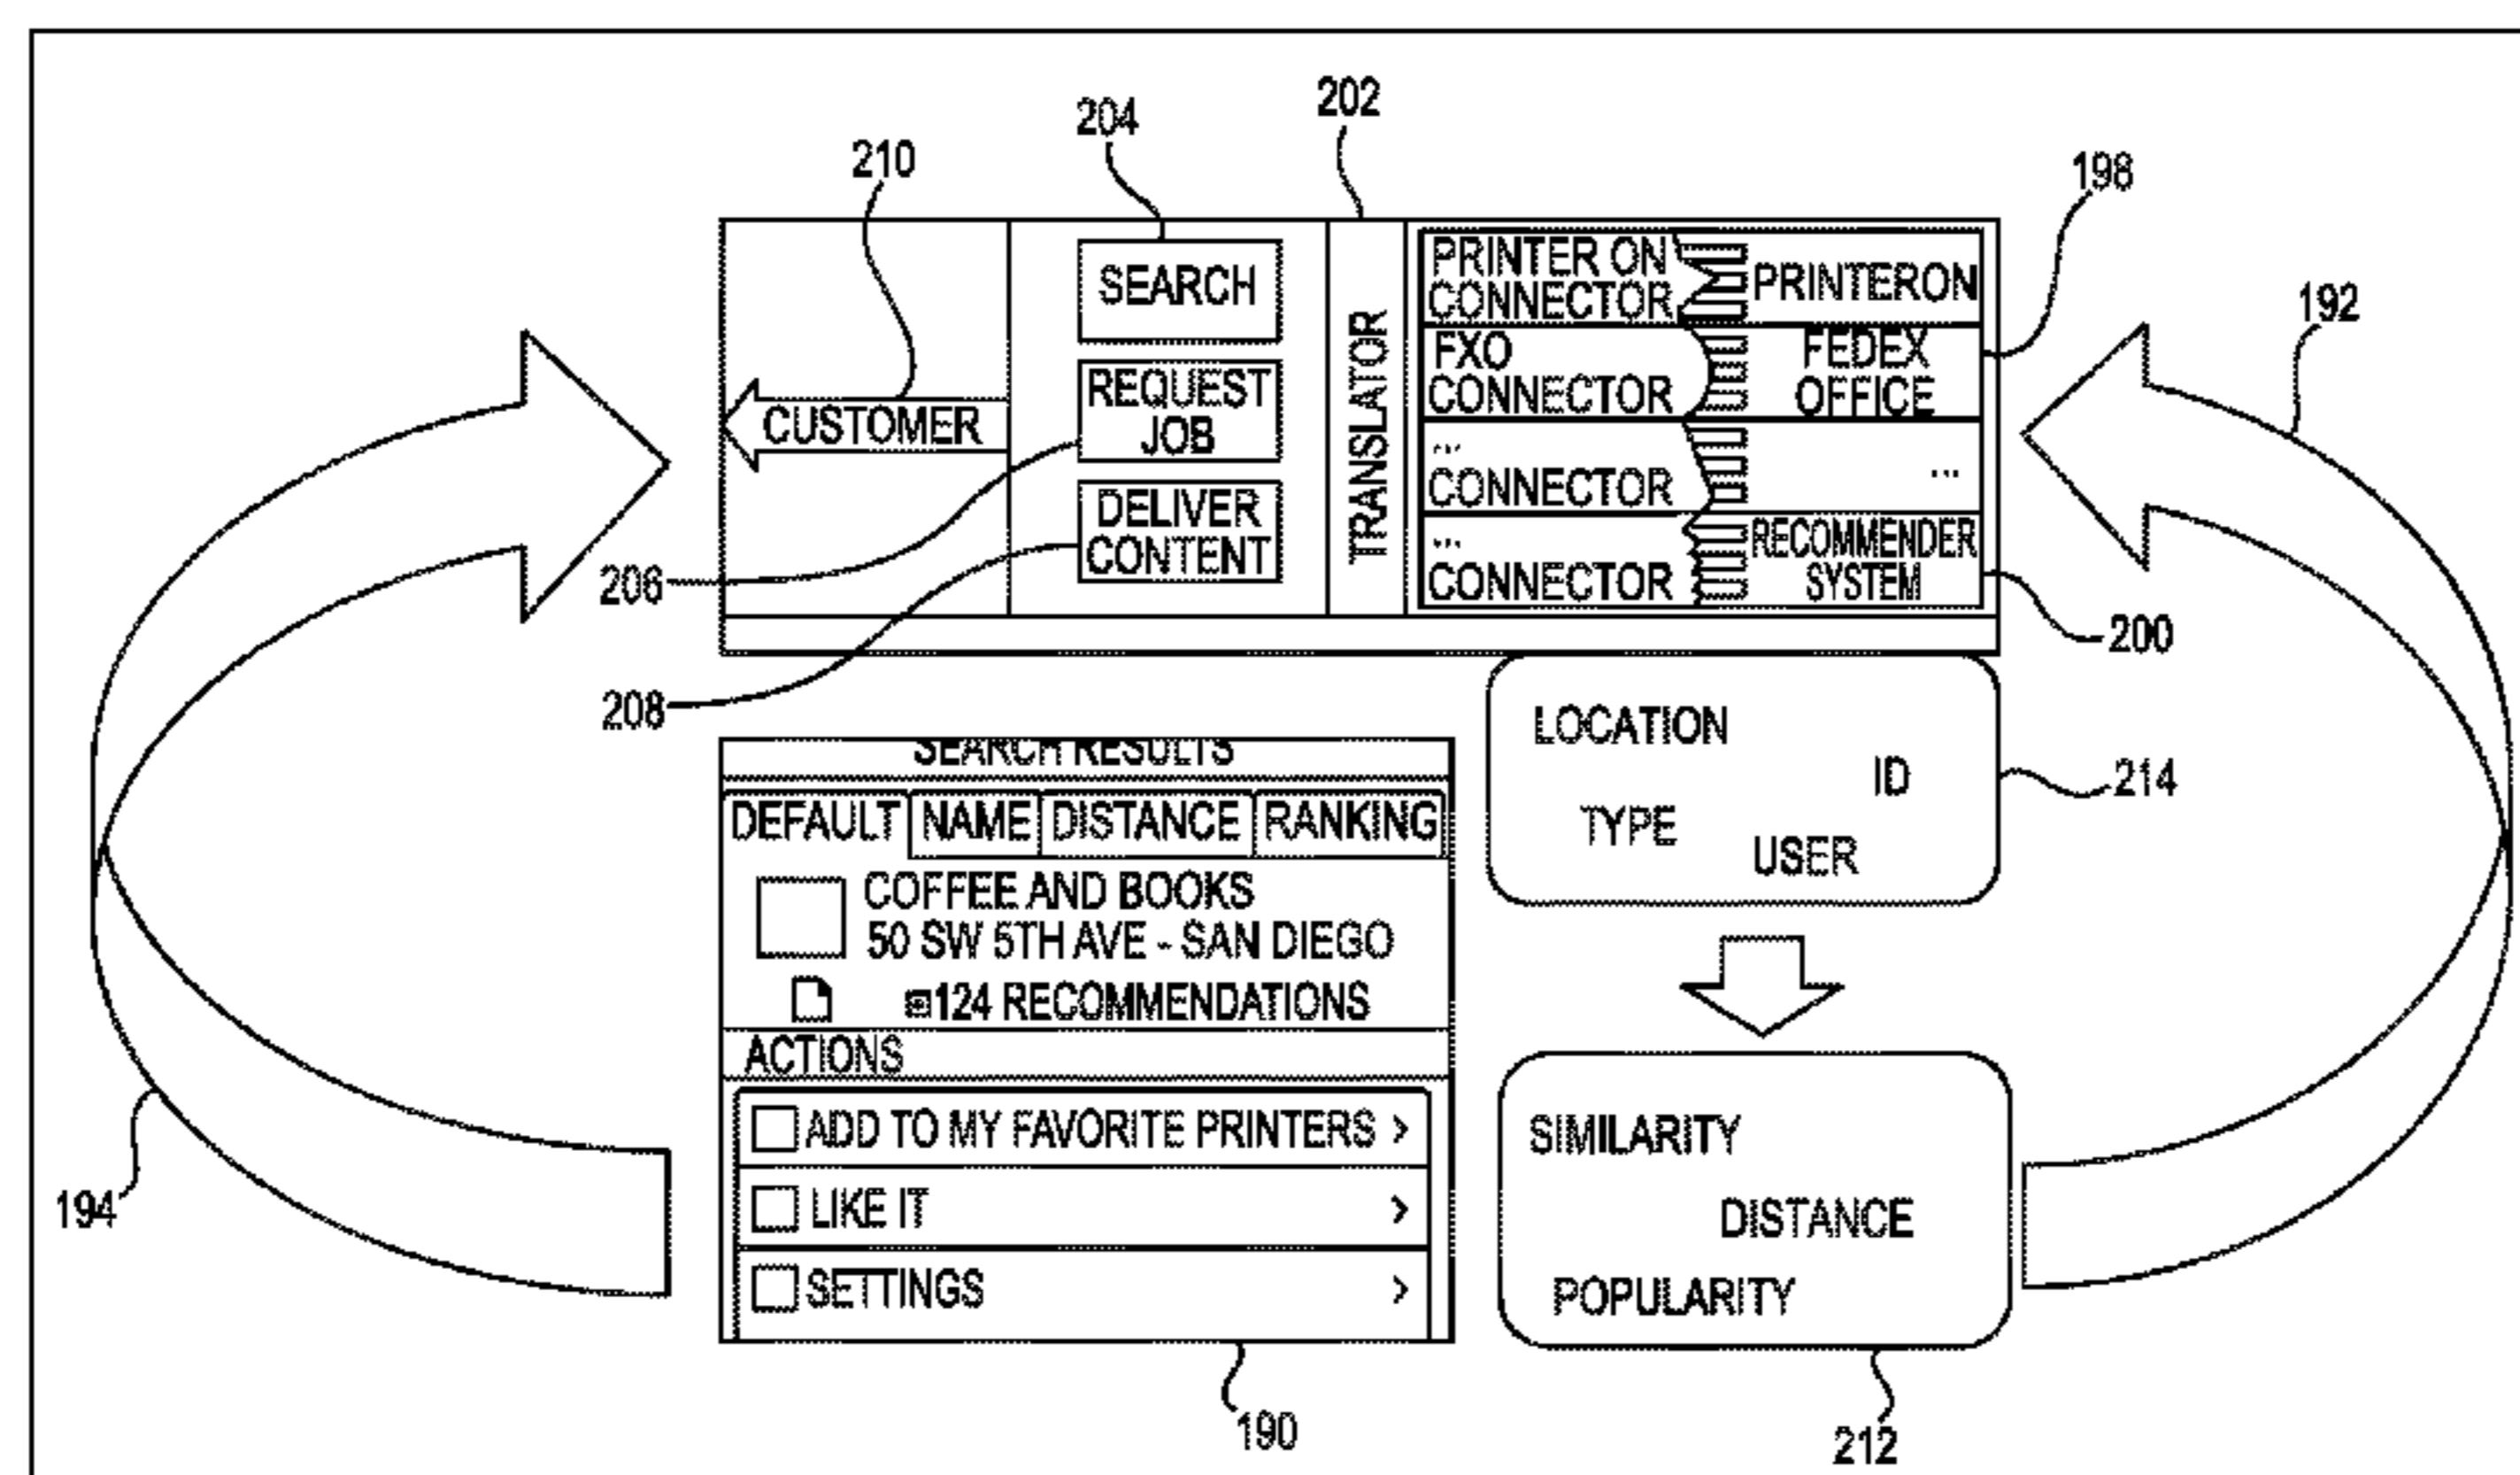 204
202
210
198
SEARCH
PRINTER ON
CONNECTOR
PRINTERON
192
FXO
CONNECTOR
FEDEX
OFFICE
REQUEST
JOB
CUSTOMER
TRANSLATOR
...
CONNECTOR
...
DELIVER
CONTENT
...
CONNECTOR
RECOMMENDER
SYSTEM
206
200
208
LOCATION
ID
TYPE
USER
214
SEARCH RESULTS
DEFAULT NAME DISTANCE RANKING
COFFEE AND BOOKS
50 SW 5TH AVE - SAN DIEGO
124 RECOMMENDATIONS
ACTIONS
ADD TO MY FAVORITE PRINTERS >
LIKE IT >
SETTINGS >
SIMILARITY
DISTANCE
POPULARITY
194
190
212